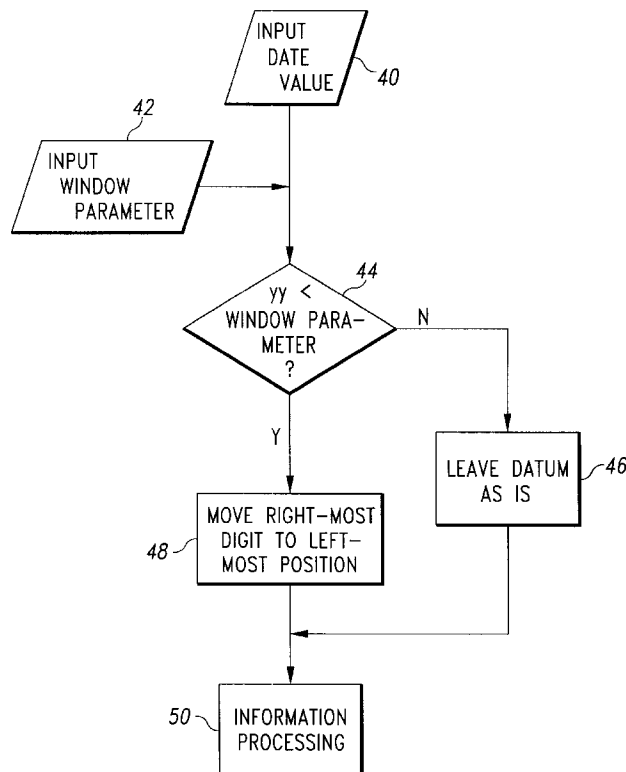 INPUT
DATE
VALUE
40
42
INPUT
WINDOW
PARAMETER
44
yy <
WINDOW PARA-
METER
?
N
Y
LEAVE DATUM
AS IS
46
MOVE RIGHT-MOST
DIGIT TO LEFT-
MOST POSITION
48
50
INFORMATION
PROCESSING